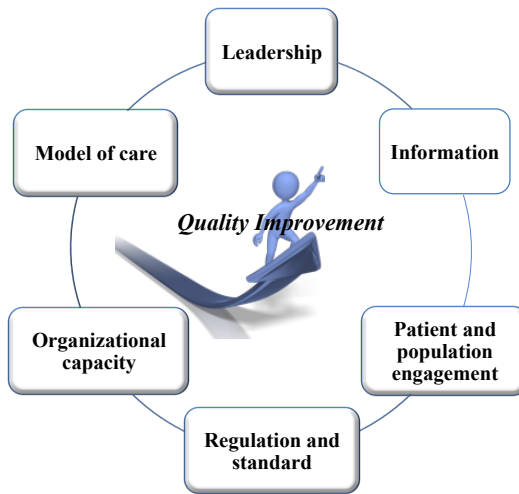 Leadership
Model of care
Information
Quality Improvement
Organizational
capacity
Patient and
population
engagement
Regulation and
standard